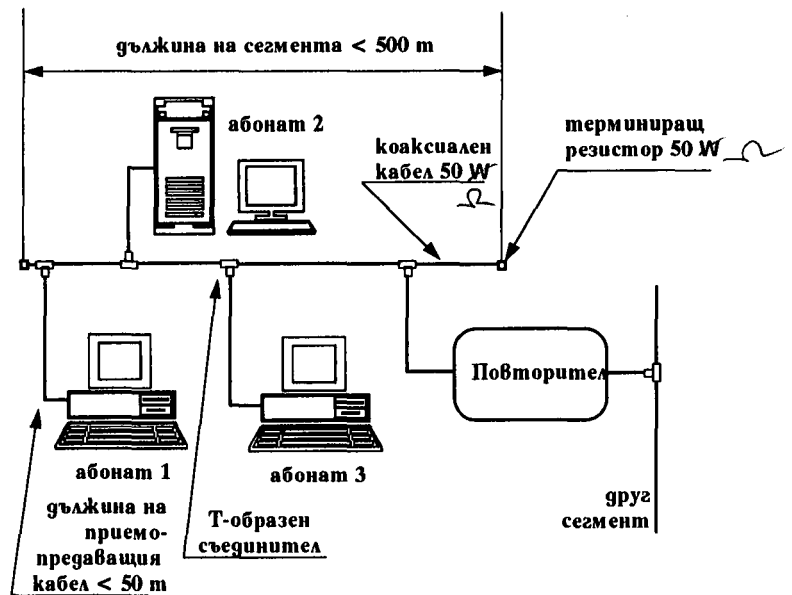 дължина на сегмента < 500 m
абонат 2
коаксиален
кабел 50 W
Ω
терминиращ
резистор 50 W Ω
Повторител
абонат 1
абонат 3
дължина на
приемо-
предаващия
кабел < 50 m
Т-образен
съединител
друг
сегмент